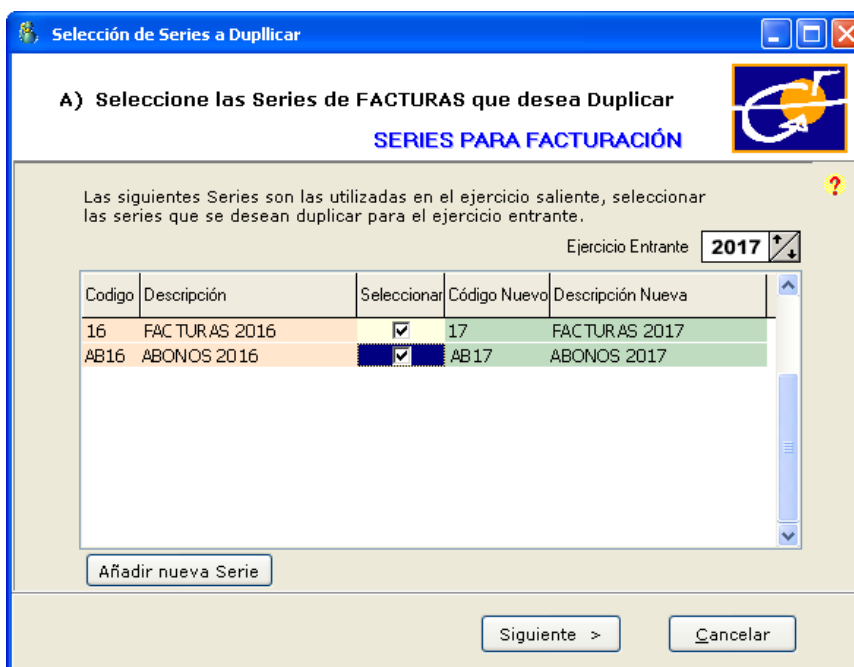 Selección de Series a Dupllicar
A) Seleccione las Series de FACTURAS que desea Duplicar
SERIES PARA FACTURACIÓN
?
Las siguientes Series son las utilizadas en el ejercicio saliente, seleccionar
las series que se desean duplicar para el ejercicio entrante.
Ejercicio Entrante 2017
Codigo Descripción Seleccionar Código Nuevo Descripción Nueva
16 FACTURAS 2016 17 FACTURAS 2017
AB16 ABONOS 2016 AB17 ABONOS 2017
Añadir nueva Serie
Siguiente > Cancelar